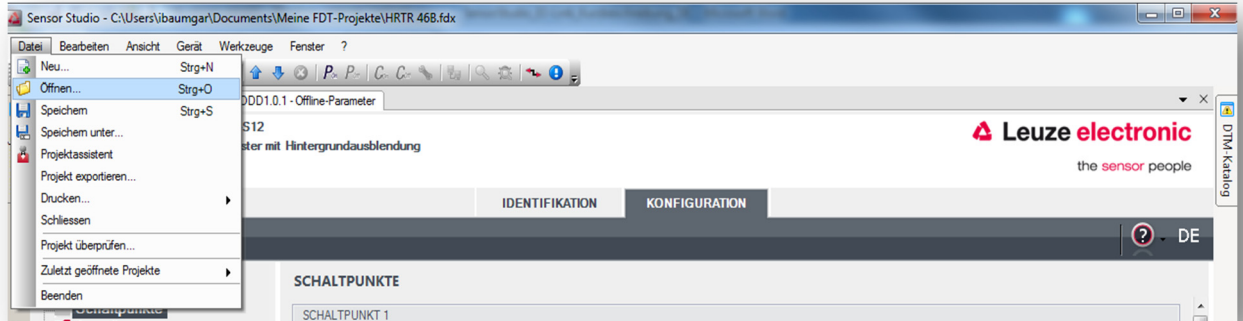 Sensor Studio - C:\Users\ibaumgar\Documents\Meine FDT-Projekte\HRTR 46B.fdx
Datei Bearbeiten Ansicht Gerät Werkzeuge Fenster ?
Neu... Strg+N
Öffnen... Strg+O
Speichern Strg+S
Speichern unter...
Projektassistent
Projekt exportieren...
Drucken...
Schliessen
Projekt überprüfen...
Zuletzt geöffnete Projekte
Beenden
DDD1.0.1 - Offline-Parameter
S12
ster mit Hintergrundausblendung
Leuze electronic
the sensor people
DTM-Katalog
IDENTIFIKATION KONFIGURATION
DE
SCHALTPUNKTE
Schaltpunkte
SCHALTPUNKT 1